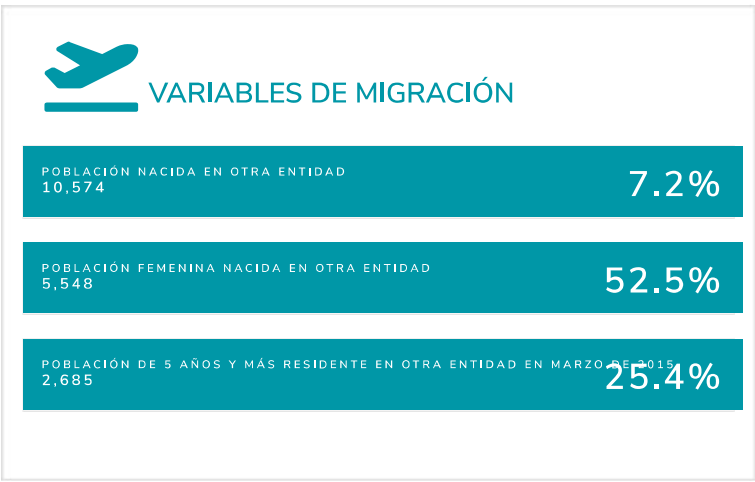 VARIABLES DE MIGRACIÓN
POBLACIÓN NACIDA EN OTRA ENTIDAD
10,574
7.2%
POBLACIÓN FEMENINA NACIDA EN OTRA ENTIDAD
5,548
52.5%
POBLACIÓN DE 5 AÑOS Y MÁS RESIDENTE EN OTRA ENTIDAD EN MARZO DE 2015
2,685
25.4%